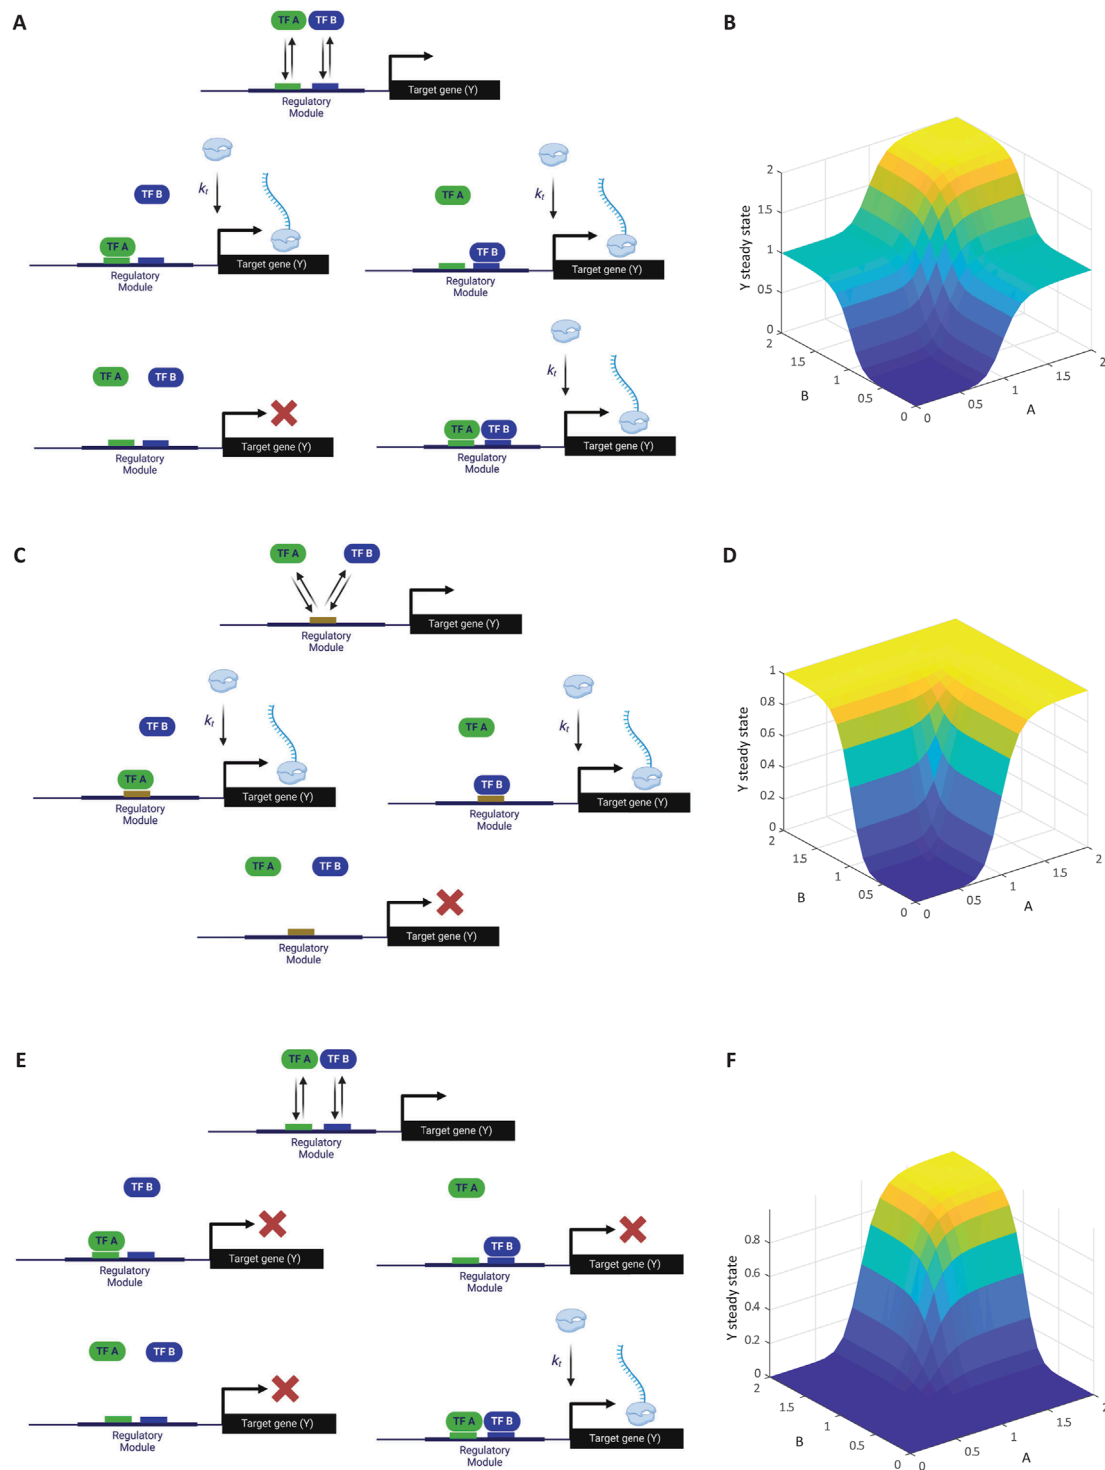 A
TF A TF B
Regulatory
Module
Target gene (Y)
TF B
k_t
TF A
Regulatory
Module
Target gene (Y)
TF A
k_t
TF B
Regulatory
Module
Target gene (Y)
TF A TF B
Regulatory
Module
Target gene (Y)
k_t
TF A TF B
Regulatory
Module
Target gene (Y)
B
Y steady state
2
1.5
1
0.5
0
2
1.5
1
0.5
0
B
0
0.5
1
1.5
2
A
C
TF A TF B
Regulatory
Module
Target gene (Y)
TF B
k_t
TF A
Regulatory
Module
Target gene (Y)
TF A
k_t
TF B
Regulatory
Module
Target gene (Y)
TF A TF B
Regulatory
Module
Target gene (Y)
D
Y steady state
1
0.8
0.6
0.4
0.2
0
2
1.5
1
0.5
0
B
0
0.5
1
1.5
2
A
E
TF A TF B
Regulatory
Module
Target gene (Y)
TF B
TF A
Regulatory
Module
Target gene (Y)
TF A
TF B
Regulatory
Module
Target gene (Y)
TF A TF B
Regulatory
Module
Target gene (Y)
k_t
TF A TF B
Regulatory
Module
Target gene (Y)
F
Y steady state
0.8
0.6
0.4
0.2
0
2
1.5
1
0.5
0
B
0
0.5
1
1.5
2
A